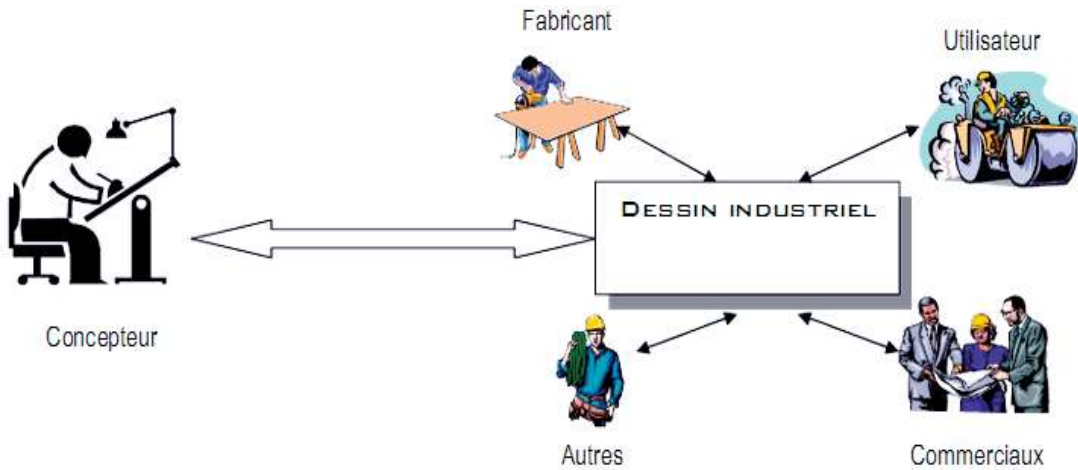 Fabricant
Utilisateur
DESSIN INDUSTRIEL
Concepteur
Autres
Commerciaux